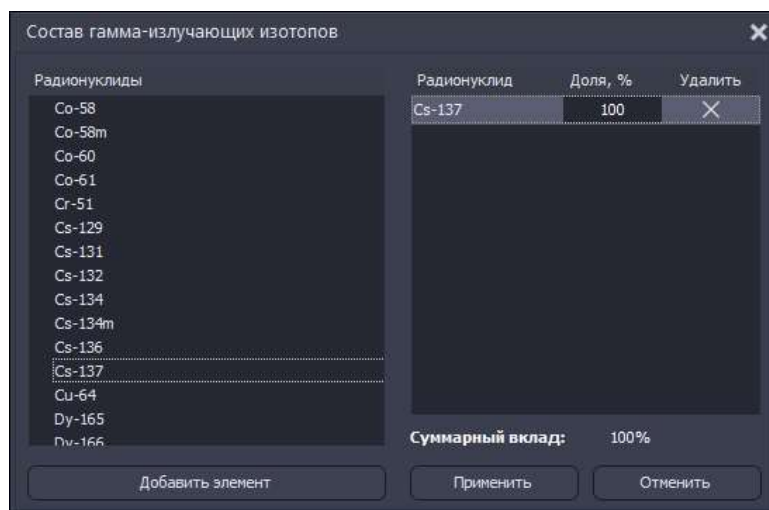 Состав гамма-излучающих изотопов
Радионуклиды
Co-58
Co-58m
Co-60
Co-61
Cr-51
Cs-129
Cs-131
Cs-132
Cs-134
Cs-134m
Cs-136
Cs-137
Cu-64
Dy-165
Dy-166
Добавить элемент
Радионуклид Доля, % Удалить
Cs-137 100
Суммарный вклад: 100%
Применить Отменить